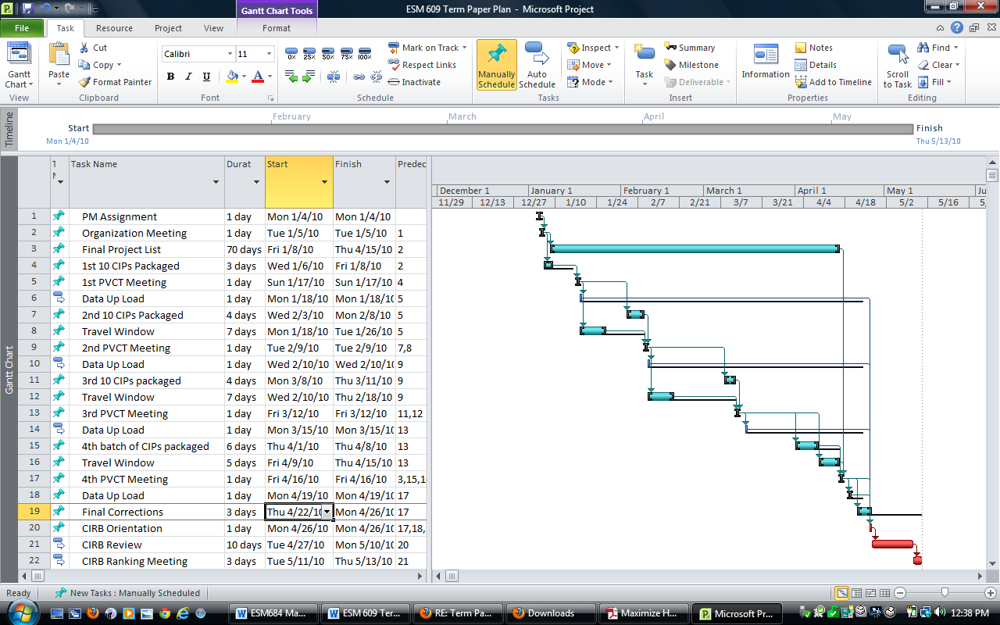 ESM 609 Term Paper Plan - Microsoft Project
Gantt Chart Tools
File Task Resource Project View Format
Gantt Chart
View
Paste
Cut
Copy
Format Painter
Clipboard
Calibri 11
B I U A
Font
0% 25% 50% 75% 100%
Mark on Track
Respect Links
Inactivate
Schedule
Manually Schedule
Auto Schedule
Inspect
Move
Mode
Tasks
Task
Summary
Milestone
Deliverable
Insert
Information
Notes
Details
Add to Timeline
Properties
Scroll to Task
Find
Clear
Fill
Editing
Timeline
February March April May
Start Finish
Mon 1/4/10 Thu 5/13/10
Gantt Chart
Task Name Durat Start Finish Predec
December 1 January 1 February 1 March 1 April 1 May 1 Ju
11/29 12/13 12/27 1/10 1/24 2/7 2/21 3/7 3/21 4/4 4/18 5/2 5/16 5
1 PM Assignment 1 day Mon 1/4/10 Mon 1/4/10
2 Organization Meeting 1 day Tue 1/5/10 Tue 1/5/10 1
3 Final Project List 70 days Fri 1/8/10 Thu 4/15/10 2
4 1st 10 CIPs Packaged 3 days Wed 1/6/10 Fri 1/8/10 2
5 1st PVCT Meeting 1 day Sun 1/17/10 Sun 1/17/10 4
6 Data Up Load 1 day Mon 1/18/10 Mon 1/18/10 5
7 2nd 10 CIPs Packaged 4 days Wed 2/3/10 Mon 2/8/10 5
8 Travel Window 7 days Mon 1/18/10 Tue 1/26/10 5
9 2nd PVCT Meeting 1 day Tue 2/9/10 Tue 2/9/10 7,8
10 Data Up Load 1 day Wed 2/10/10 Wed 2/10/10 9
11 3rd 10 CIPs packaged 4 days Mon 3/8/10 Thu 3/11/10 9
12 Travel Window 7 days Wed 2/10/10 Thu 2/18/10 9
13 3rd PVCT Meeting 1 day Fri 3/12/10 Fri 3/12/10 11,12
14 Data Up Load 1 day Mon 3/15/10 Mon 3/15/10 13
15 4th batch of CIPs packaged 6 days Thu 4/1/10 Thu 4/8/10 13
16 Travel Window 5 days Fri 4/9/10 Thu 4/15/10 13
17 4th PVCT Meeting 1 day Fri 4/16/10 Fri 4/16/10 3,15,1
18 Data Up Load 1 day Mon 4/19/10 Mon 4/19/10 17
19 Final Corrections 3 days Thu 4/22/10 Mon 4/26/10 17
20 CIRB Orientation 1 day Mon 4/26/10 Mon 4/26/10 17,18,
21 CIRB Review 10 days Tue 4/27/10 Mon 5/10/10 20
22 CIRB Ranking Meeting 3 days Tue 5/11/10 Thu 5/13/10 21
Ready New Tasks : Manually Scheduled
ESM684 Ma... ESM 609 Ter... RE: Term Pa... Downloads Maximize H... Microsoft Pr... 12:38 PM